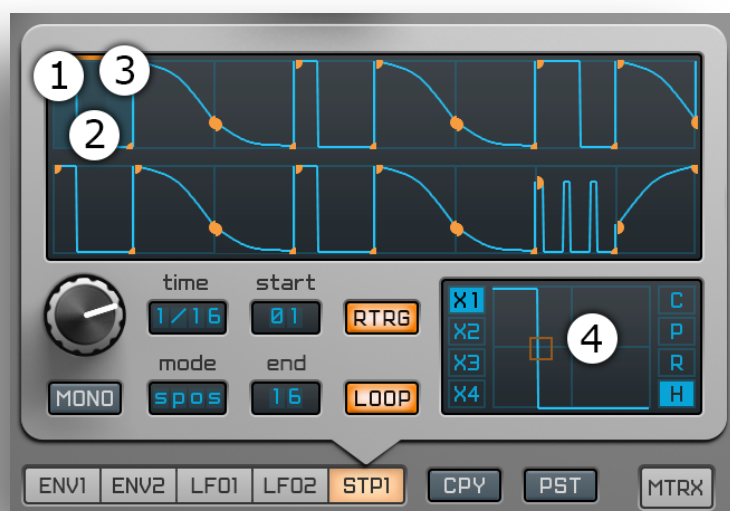 1
3
2
time start
1/16 01 RTRG
mode end
MONO spos 16 LOOP
X1
X2
X3
X4
4
C
P
R
H
ENV1 ENV2 LFO1 LFO2 STP1 CPY PST MTRX